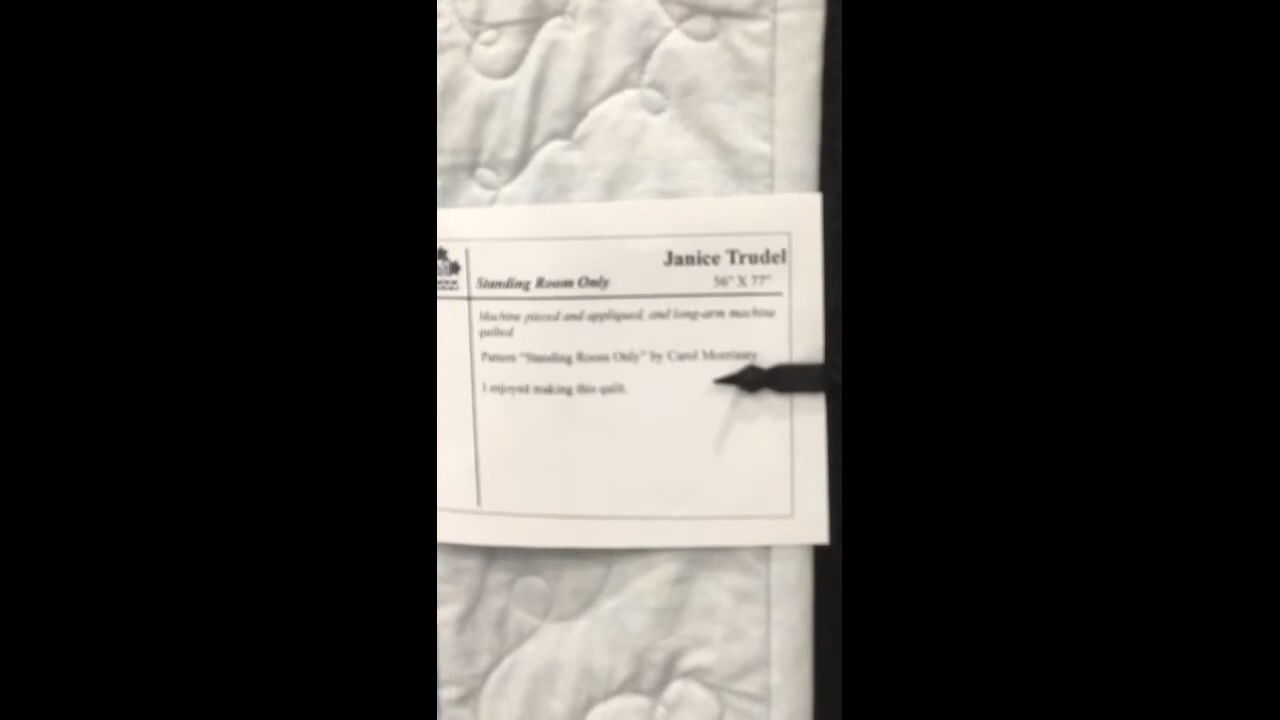 Janice Trudel
Standing Room Only 56" X 77"
Machine pieced and appliqued, and long-arm machine
quilted
Pattern "Standing Room Only" by Carol Morrissey
I enjoyed making this quilt.